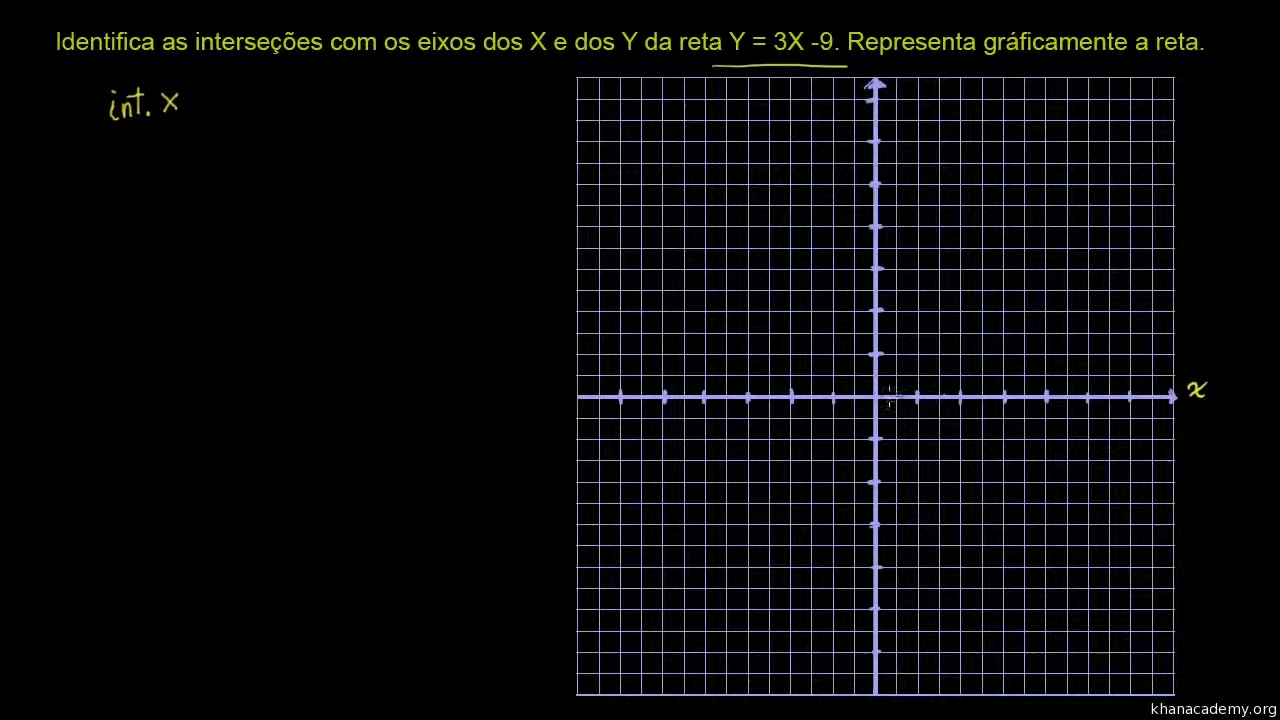 Identifica as interseções com os eixos dos X e dos Y da reta Y = 3X -9. Representa gráficamente a reta.
int. X
x
khanacademy.org